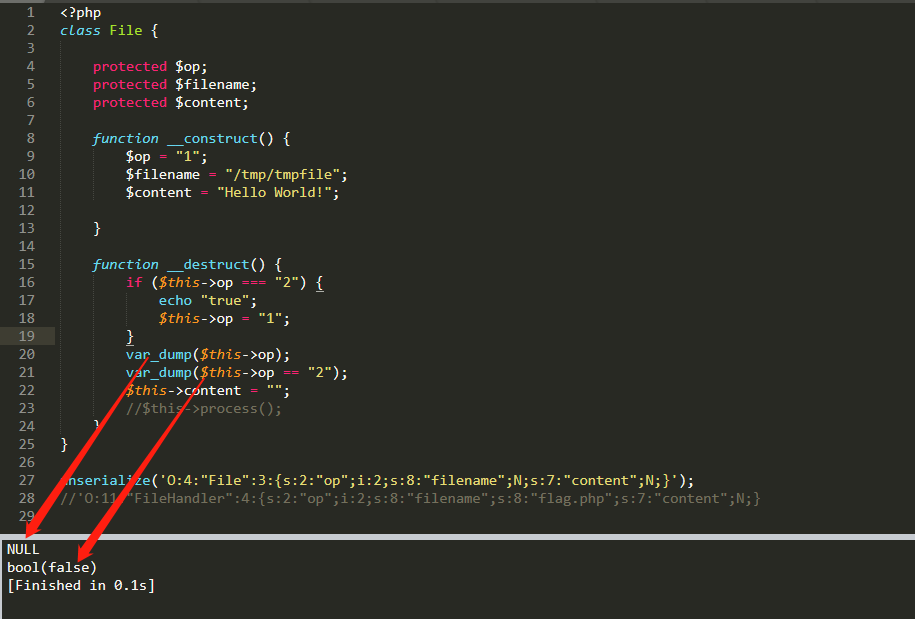 1 <?php
2 class File {
3
4 protected $op;
5 protected $filename;
6 protected $content;
7
8 function __construct() {
9 $op = "1";
10 $filename = "/tmp/tmpfile";
11 $content = "Hello World!";
12
13 }
14
15 function __destruct() {
16 if ($this->op === "2") {
17 echo "true";
18 $this->op = "1";
19 }
20 var_dump($this->op);
21 var_dump($this->op == "2");
22 $this->content = "";
23 //$this->process();
24 }
25 }
26
27 unserialize('O:4:"File":3:{s:2:"op";i:2;s:8:"filename";N;s:7:"content";N;}');
28 //'O:11:"FileHandler":4:{s:2:"op";i:2;s:8:"filename";s:8:"flag.php";s:7:"content";N;}
29
NULL
bool(false)
[Finished in 0.1s]